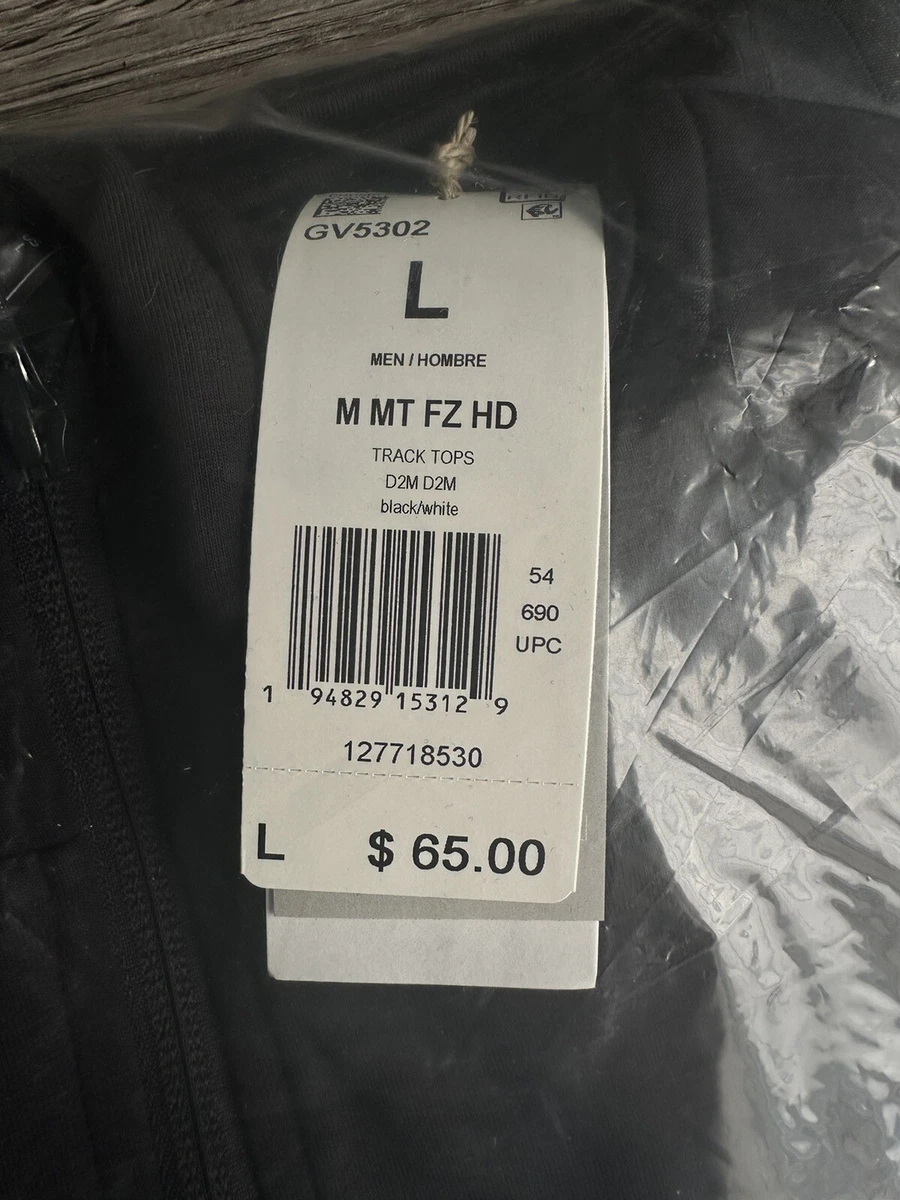 GV5302
L
MEN / HOMBRE
M MT FZ HD
TRACK TOPS
D2M D2M
black/white
54
690
UPC
1 94829 15312 9
127718530
L $ 65.00